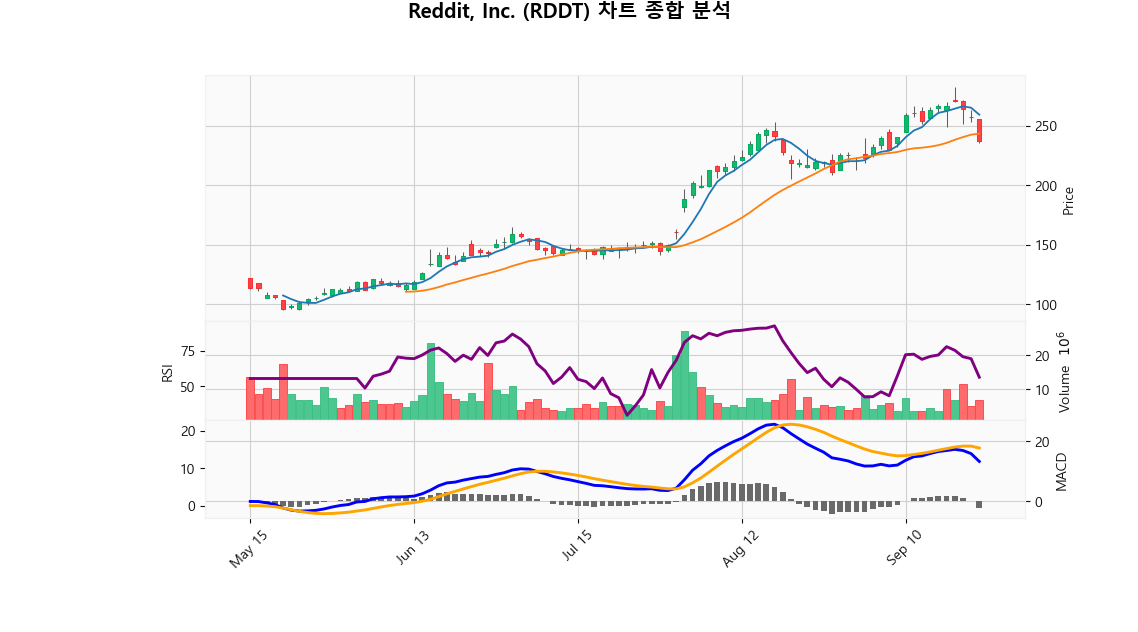 Reddit, Inc. (RDDT) 차트 종합 분석
250
200
150
100
Price
75
50
RSI
20
10
Volume 10^6
20
10
0
20
0
MACD
May 15
Jun 13
Jul 15
Aug 12
Sep 10